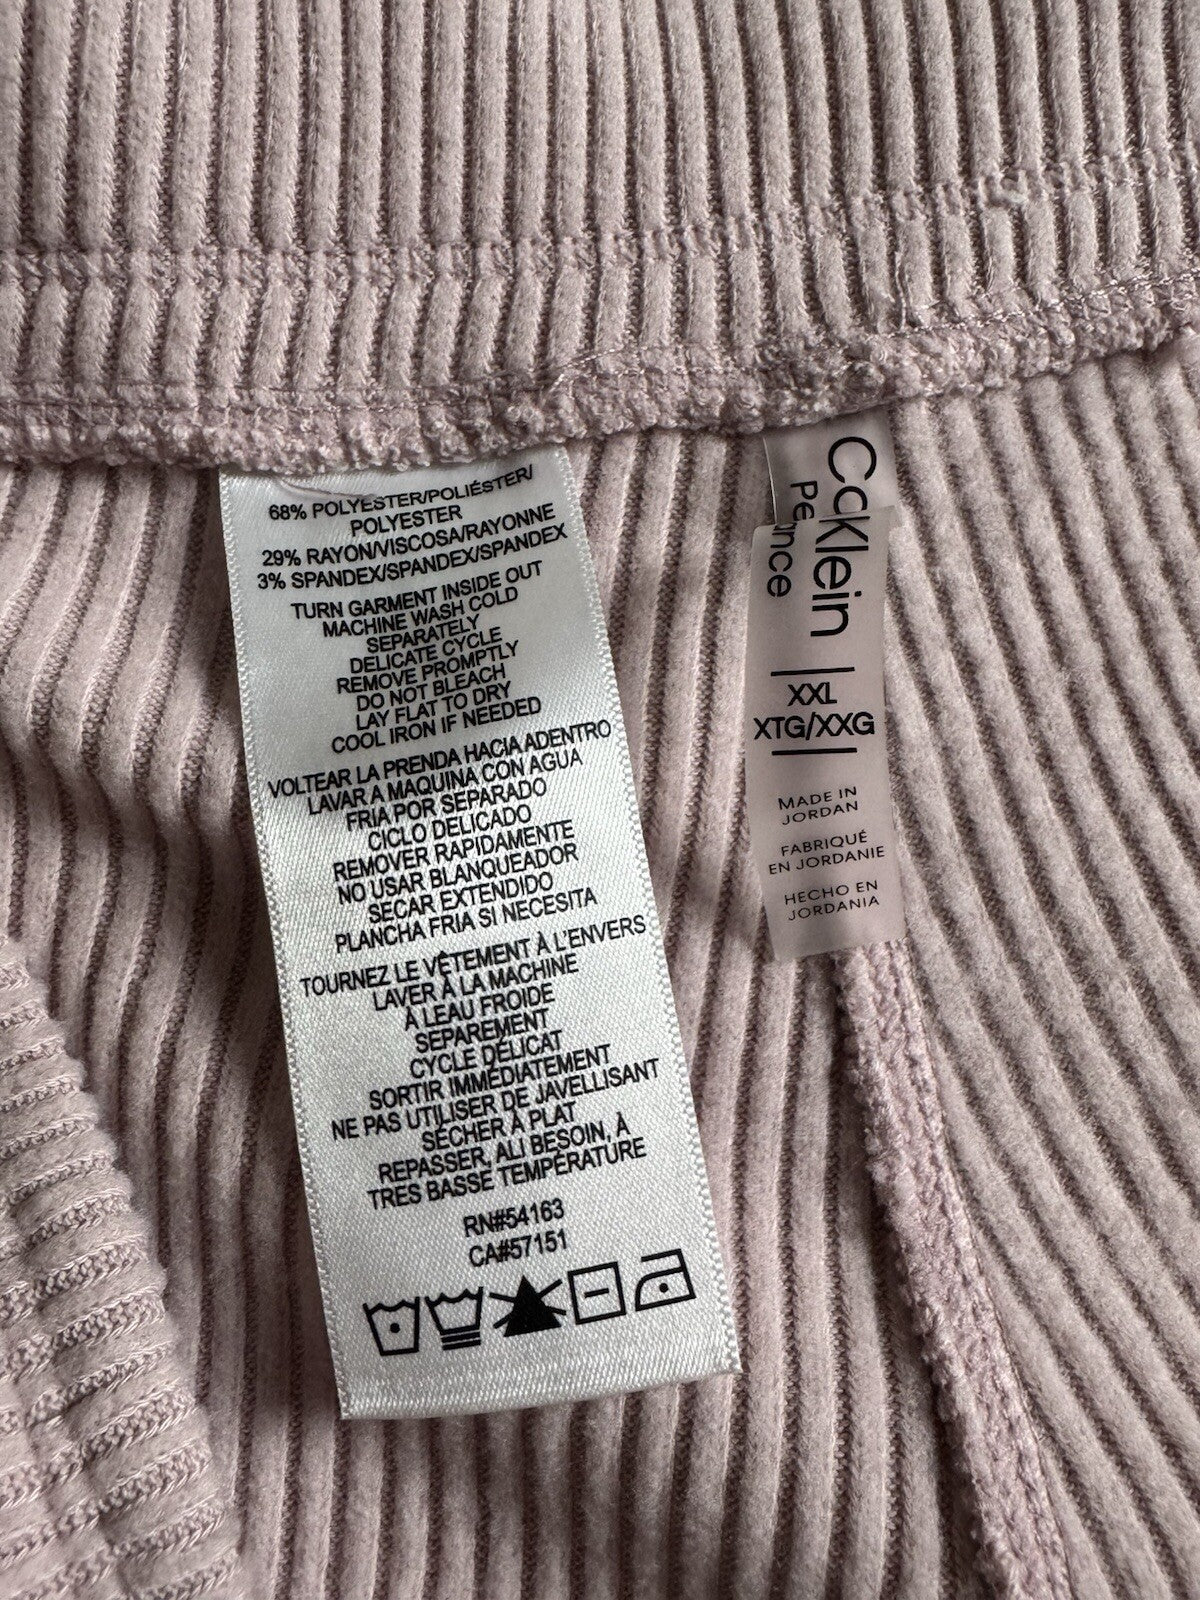 68% POLYESTER/POLIÉSTER/
POLYESTER
29% RAYON/VISCOSA/RAYONNE
3% SPANDEX/SPANDEX/SPANDEX
TURN GARMENT INSIDE OUT
MACHINE WASH COLD
SEPARATELY
DELICATE CYCLE
REMOVE PROMPTLY
DO NOT BLEACH
LAY FLAT TO DRY
COOL IRON IF NEEDED
VOLTEAR LA PRENDA HACIA ADENTRO
LAVAR A MAQUINA CON AGUA
FRIA POR SEPARADO
CICLO DELICADO
REMOVER RAPIDAMENTE
NO USAR BLANQUEADOR
SECAR EXTENDIDO
PLANCHA FRIA SI NECESITA
TOURNEZ LE VÊTEMENT À L'ENVERS
LAVER À LA MACHINE
À LEAU FROIDE
SEPAREMENT
CYCLE DÉLICAT
SORTIR IMMÉDIATEMENT
NE PAS UTILISER DE JAVELLISANT
SÉCHER À PLAT
REPASSER, ALI BESOIN, À
TRES BASSE TEMPÉRATURE
RN#54163
CA#57151
Klein
XXL
XTG/XXG
MADE IN
JORDAN
FABRIQUÉ
EN JORDANIE
HECHO EN
JORDANIA